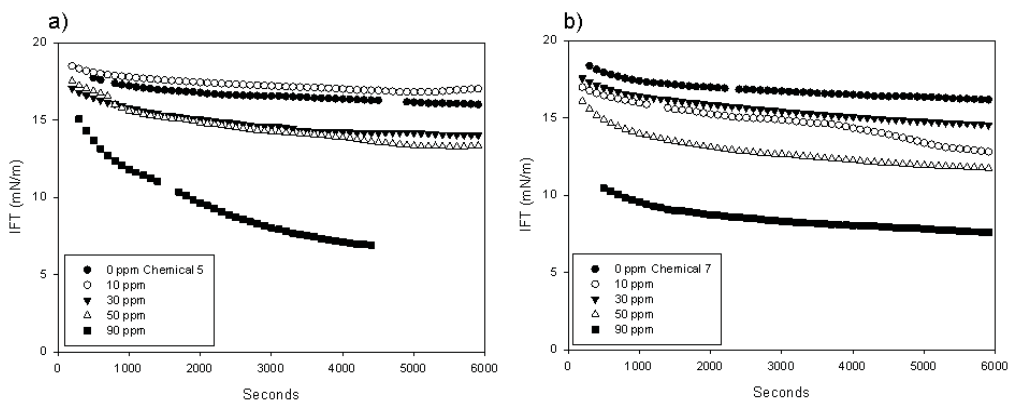 a)
20
15
10
5
0
IFT (mN/m)
0 ppm Chemical 5
10 ppm
30 ppm
50 ppm
90 ppm
0 1000 2000 3000 4000 5000 6000
Seconds
b)
20
15
10
5
0
IFT (mN/m)
0 ppm Chemical 7
10 ppm
30 ppm
50 ppm
90 ppm
0 1000 2000 3000 4000 5000 6000
Seconds